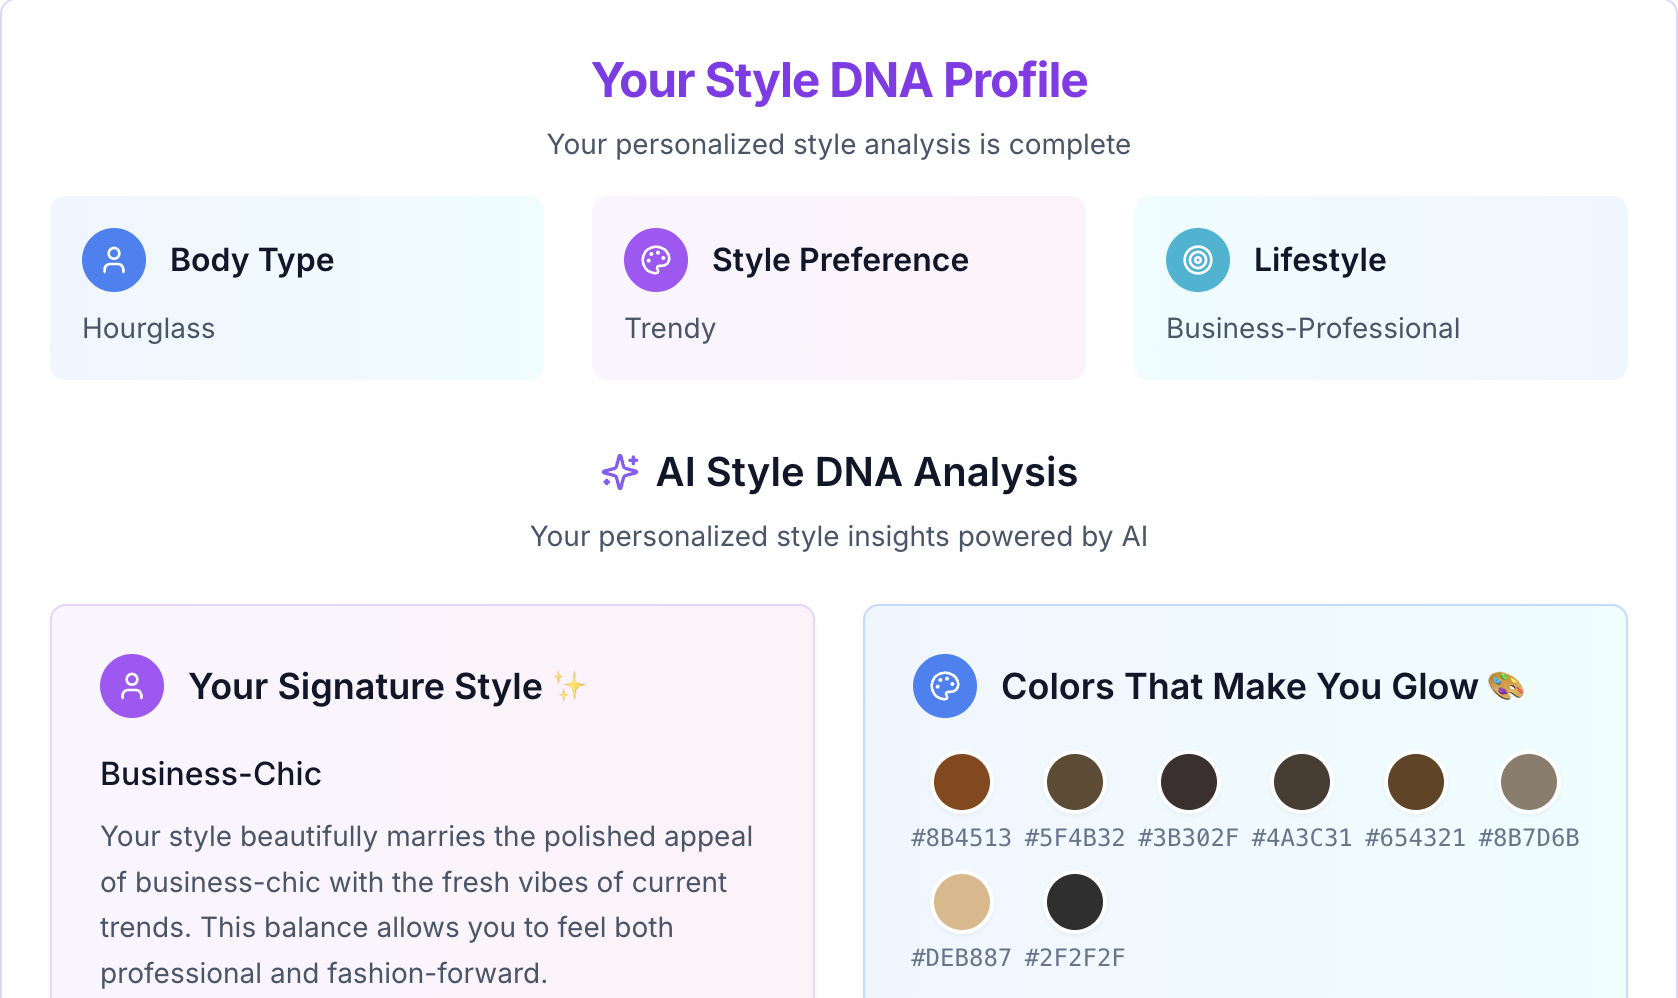 Your Style DNA Profile
Your personalized style analysis is complete
Body Type
Hourglass
Style Preference
Trendy
Lifestyle
Business-Professional
AI Style DNA Analysis
Your personalized style insights powered by AI
Your Signature Style ✨
Business-Chic
Your style beautifully marries the polished appeal
of business-chic with the fresh vibes of current
trends. This balance allows you to feel both
professional and fashion-forward.
Colors That Make You Glow 🎨
#8B4513 #5F4B32 #3B302F #4A3C31 #654321 #8B7D6B
#DEB887 #2F2F2F